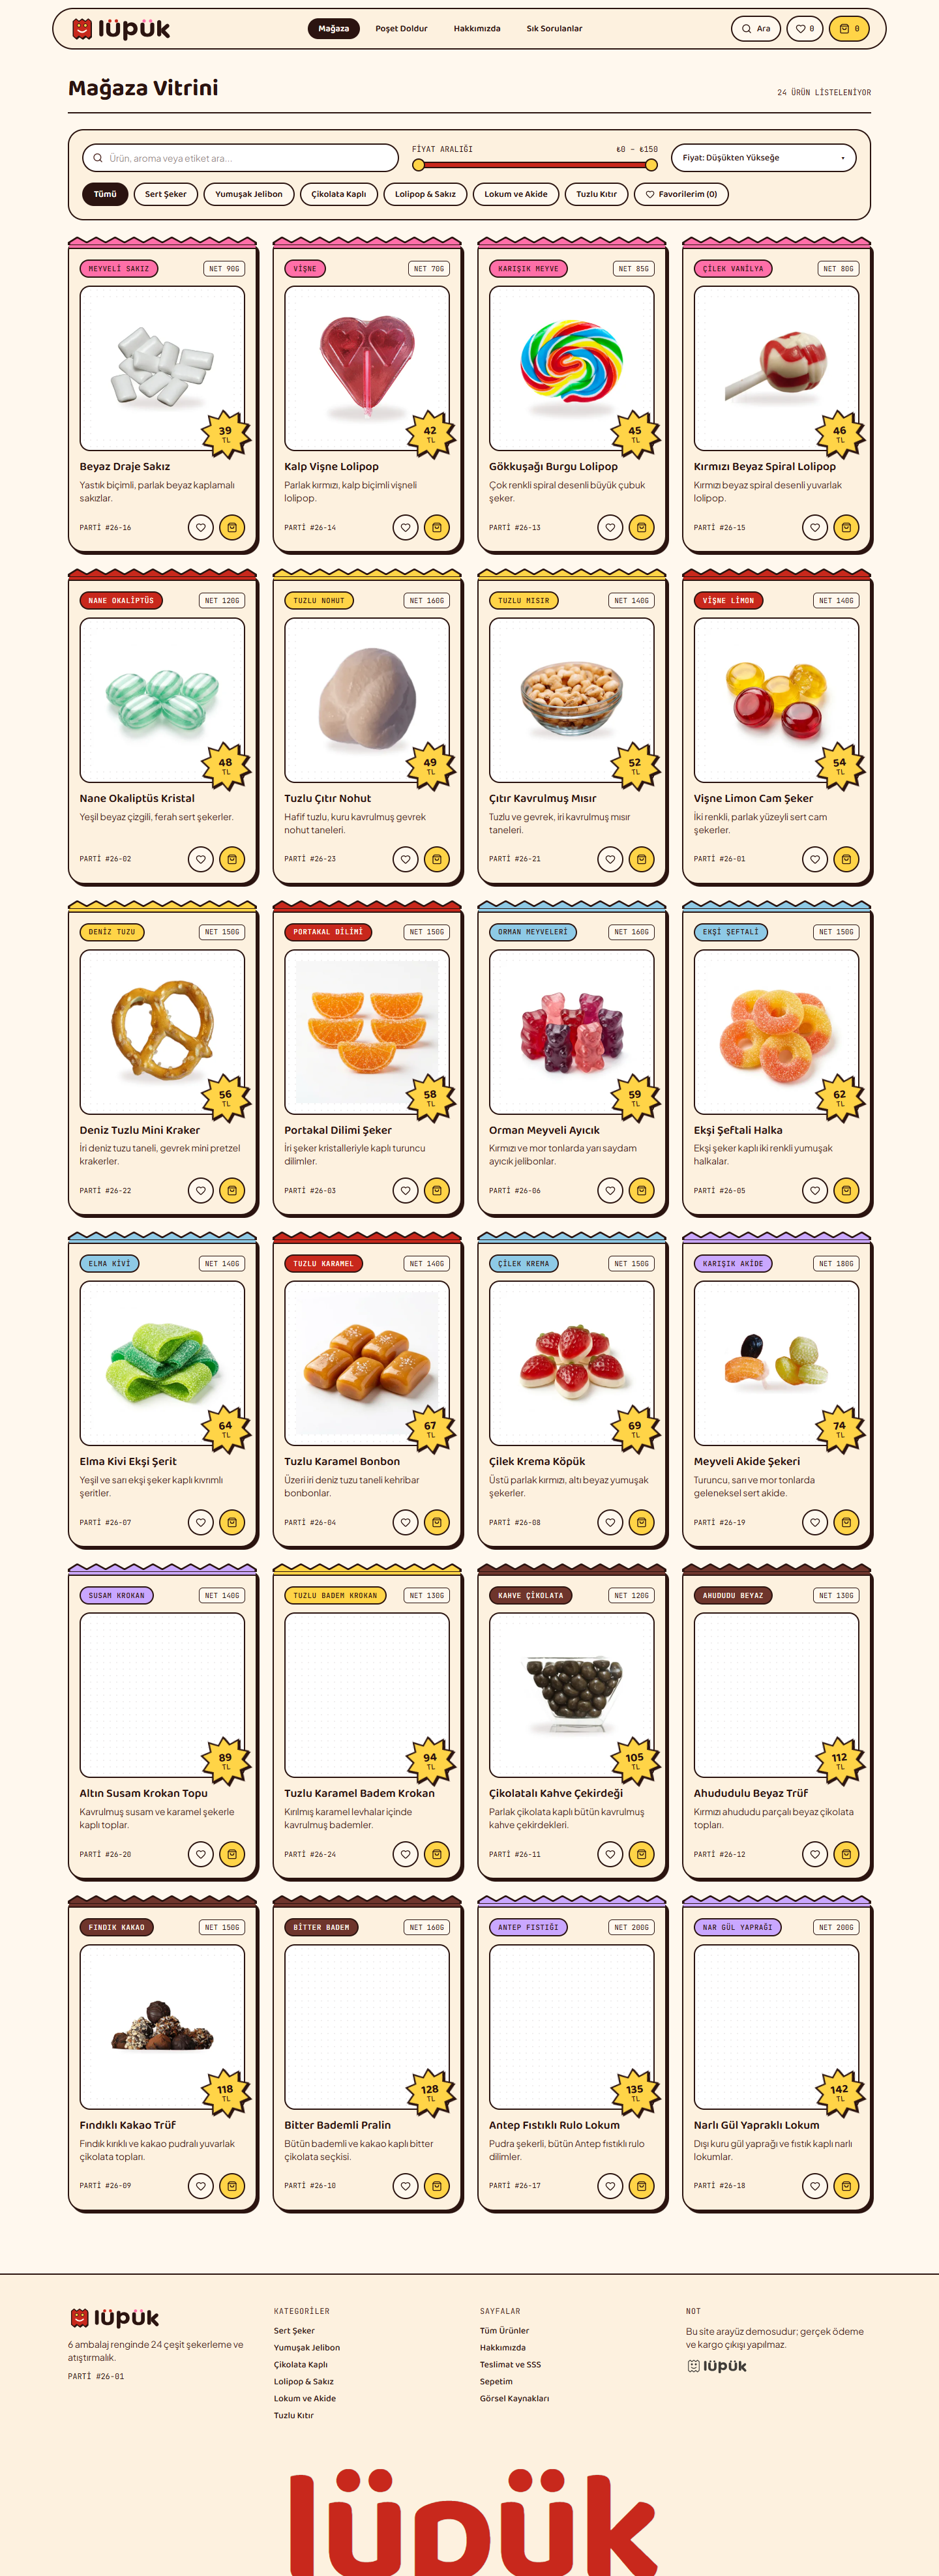 lüpük
Mağaza
Poşet Doldur
Hakkımızda
Sık Sorulanlar
Ara
0
0
Mağaza Vitrini
24 ÜRÜN LİSTELENİYOR
Ürün, aroma veya etiket ara...
FİYAT ARALIĞI
₺0 – ₺150
Fiyat: Düşükten Yükseğe
Tümü
Sert Şeker
Yumuşak Jelibon
Çikolata Kaplı
Lolipop & Sakız
Lokum ve Akide
Tuzlu Kıtır
Favorilerim (0)
MEYVELİ SAKIZ
NET 90G
39
TL
Beyaz Draje Sakız
Yastık biçimli, parlak beyaz kaplamalı
sakızlar.
PARTİ #26-16
VİŞNE
NET 70G
42
TL
Kalp Vişne Lolipop
Parlak kırmızı, kalp biçimli vişneli
lolipop.
PARTİ #26-14
KARIŞIK MEYVE
NET 85G
45
TL
Gökkuşağı Burgu Lolipop
Çok renkli spiral desenli büyük çubuk
şeker.
PARTİ #26-13
ÇİLEK VANİLYA
NET 80G
46
TL
Kırmızı Beyaz Spiral Lolipop
Kırmızı beyaz spiral desenli yuvarlak
lolipop.
PARTİ #26-15
NANE OKALİPTÜS
NET 120G
48
TL
Nane Okaliptüs Kristal
Yeşil beyaz çizgili, ferah sert şekerler.
PARTİ #26-02
TUZLU NOHUT
NET 160G
49
TL
Tuzlu Çıtır Nohut
Hafif tuzlu, kuru kavrulmuş gevrek
nohut taneleri.
PARTİ #26-23
TUZLU MISIR
NET 140G
52
TL
Çıtır Kavrulmuş Mısır
Tuzlu ve gevrek, iri kavrulmuş mısır
taneleri.
PARTİ #26-21
VİŞNE LİMON
NET 140G
54
TL
Vişne Limon Cam Şeker
İki renkli, parlak yüzeyli sert cam
şekerler.
PARTİ #26-01
DENİZ TUZU
NET 150G
56
TL
Deniz Tuzlu Mini Kraker
İri deniz tuzu taneli, gevrek mini pretzel
krakerler.
PARTİ #26-22
PORTAKAL DİLİMİ
NET 150G
58
TL
Portakal Dilimi Şeker
İri şeker kristalleriyle kaplı turuncu
dilimler.
PARTİ #26-03
ORMAN MEYVELERİ
NET 160G
59
TL
Orman Meyveli Ayıcık
Kırmızı ve mor tonlarda yarı saydam
ayıcık jelibonlar.
PARTİ #26-06
EKŞİ ŞEFTALİ
NET 150G
62
TL
Ekşi Şeftali Halka
Ekşi şeker kaplı iki renkli yumuşak
halkalar.
PARTİ #26-05
ELMA KİVİ
NET 140G
64
TL
Elma Kivi Ekşi Şerit
Yeşil ve sarı ekşi şeker kaplı kıvrımlı
şeritler.
PARTİ #26-07
TUZLU KARAMEL
NET 140G
67
TL
Tuzlu Karamel Bonbon
Üzeri iri deniz tuzu taneli kehribar
bonbonlar.
PARTİ #26-04
ÇİLEK KREMA
NET 150G
69
TL
Çilek Krema Köpük
Üstü parlak kırmızı, altı beyaz yumuşak
şekerler.
PARTİ #26-08
KARIŞIK AKİDE
NET 180G
74
TL
Meyveli Akide Şekeri
Turuncu, sarı ve mor tonlarda
geleneksel sert akide.
PARTİ #26-19
SUSAM KROKAN
NET 140G
89
TL
Altın Susam Krokan Topu
Kavrulmuş susam ve karamel şekerle
kaplı toplar.
PARTİ #26-20
TUZLU BADEM KROKAN
NET 130G
94
TL
Tuzlu Karamel Badem Krokan
Kırılmış karamel levhalar içinde
kavrulmuş bademler.
PARTİ #26-24
KAHVE ÇİKOLATA
NET 120G
105
TL
Çikolatalı Kahve Çekirdeği
Parlak çikolata kaplı bütün kavrulmuş
kahve çekirdekleri.
PARTİ #26-11
AHUDUDU BEYAZ
NET 130G
112
TL
Ahududulu Beyaz Trüf
Kırmızı ahududu parçalı beyaz çikolata
topları.
PARTİ #26-12
FINDIK KAKAO
NET 150G
118
TL
Fındıklı Kakao Trüf
Fındık kırıklı ve kakao pudralı yuvarlak
çikolata topları.
PARTİ #26-09
BİTTER BADEM
NET 160G
128
TL
Bitter Bademli Pralin
Bütün bademli ve kakao kaplı bitter
çikolata seçkisi.
PARTİ #26-10
ANTEP FISTIĞI
NET 200G
135
TL
Antep Fıstıklı Rulo Lokum
Pudra şekerli, bütün Antep fıstıklı rulo
dilimler.
PARTİ #26-17
NAR GÜL YAPRAĞI
NET 200G
142
TL
Narlı Gül Yapraklı Lokum
Dışı kuru gül yaprağı ve fıstık kaplı narlı
lokumlar.
PARTİ #26-18
lüpük
6 ambalaj renginde 24 çeşit şekerleme ve
atıştırmalık.
PARTİ #26-01
KATEGORİLER
Sert Şeker
Yumuşak Jelibon
Çikolata Kaplı
Lolipop & Sakız
Lokum ve Akide
Tuzlu Kıtır
SAYFALAR
Tüm Ürünler
Hakkımızda
Teslimat ve SSS
Sepetim
Görsel Kaynakları
NOT
Bu site arayüz demosudur; gerçek ödeme
ve kargo çıkışı yapılmaz.
lüpük
lüpük